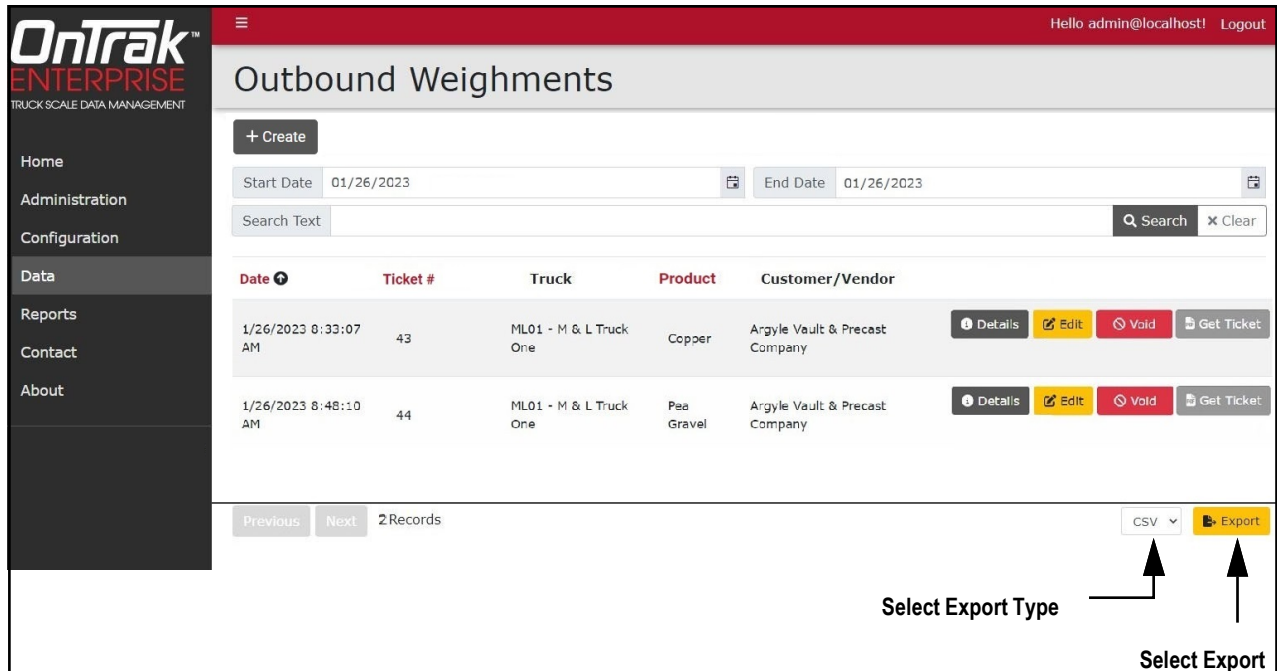 OnTrak™
ENTERPRISE
TRUCK SCALE DATA MANAGEMENT
Hello admin@localhost! Logout
Outbound Weighments
Home
Administration
Configuration
Data
Reports
Contact
About
+ Create
Start Date 01/26/2023 End Date 01/26/2023
Search Text Search × Clear
Date Ticket # Truck Product Customer/Vendor
1/26/2023 8:33:07 AM 43 ML01 - M & L Truck One Copper Argyle Vault & Precast Company Details Edit Void Get Ticket
1/26/2023 8:48:10 AM 44 ML01 - M & L Truck One Pea Gravel Argyle Vault & Precast Company Details Edit Void Get Ticket
Previous Next 2 Records CSV Export
Select Export Type
Select Export